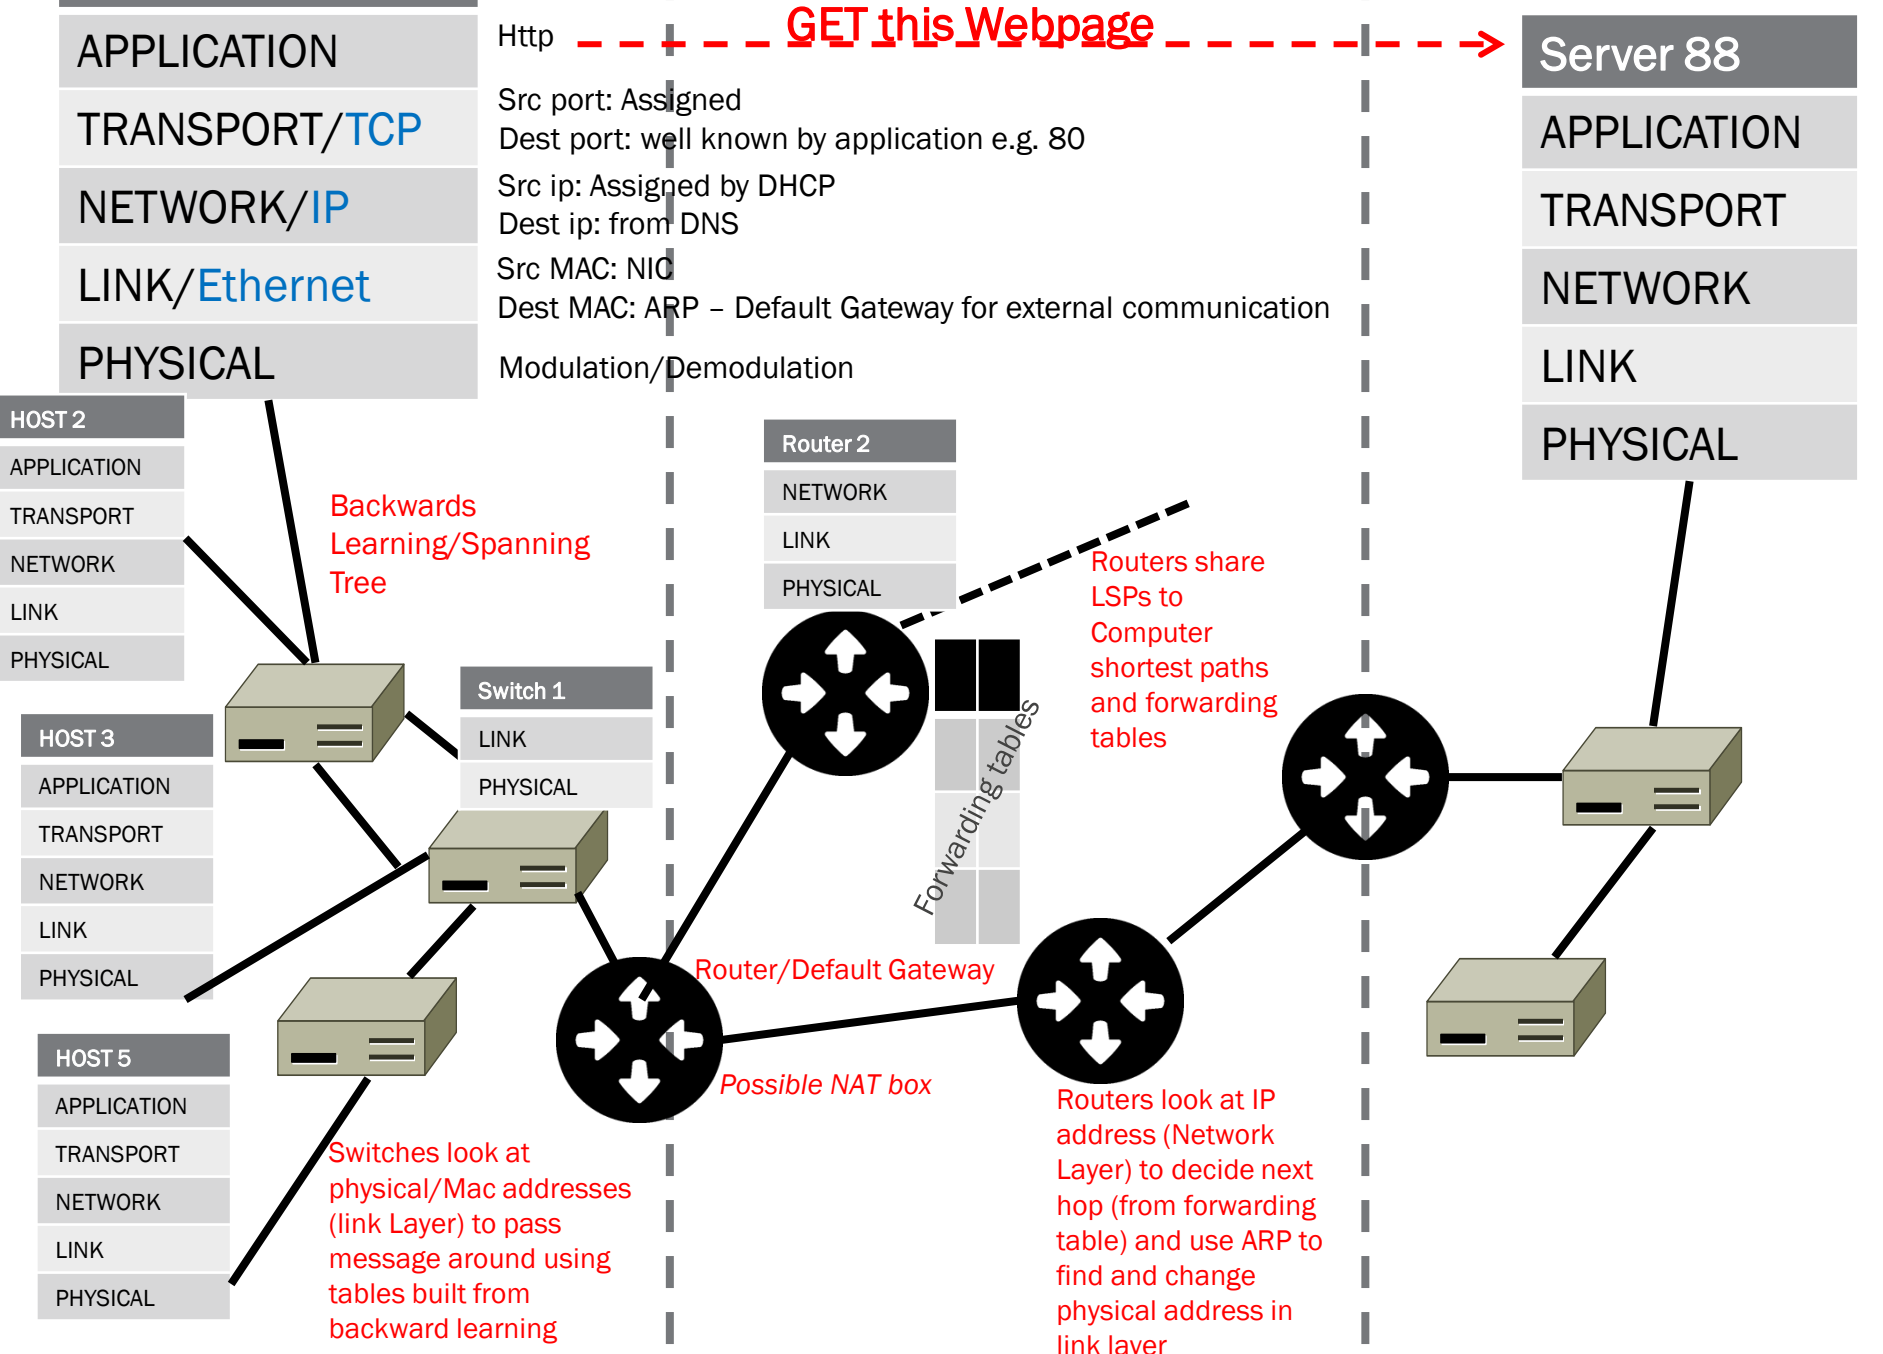 GET this Webpage
APPLICATION
Http
TRANSPORT/TCP
Src port: Assigned
Dest port: well known by application e.g. 80
NETWORK/IP
Src ip: Assigned by DHCP
Dest ip: from DNS
LINK/Ethernet
Src MAC: NIC
Dest MAC: ARP – Default Gateway for external communication
PHYSICAL
Modulation/Demodulation
Server 88
APPLICATION
TRANSPORT
NETWORK
LINK
PHYSICAL
HOST 2
APPLICATION
TRANSPORT
NETWORK
LINK
PHYSICAL
Backwards
Learning/Spanning
Tree
Router 2
NETWORK
LINK
PHYSICAL
Routers share
LSPs to
Computer
shortest paths
and forwarding
tables
Forwarding tables
Switch 1
LINK
PHYSICAL
HOST 3
APPLICATION
TRANSPORT
NETWORK
LINK
PHYSICAL
Router/Default Gateway
Possible NAT box
HOST 5
APPLICATION
TRANSPORT
NETWORK
LINK
PHYSICAL
Switches look at
physical/Mac addresses
(link Layer) to pass
message around using
tables built from
backward learning
Routers look at IP
address (Network
Layer) to decide next
hop (from forwarding
table) and use ARP to
find and change
physical address in
link layer